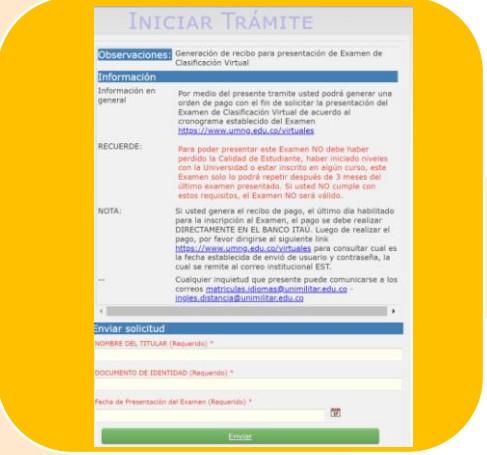 INICIAR TRÁMITE
Observaciones: Generación de recibo para presentación de Examen de
Clasificación Virtual
Información
Información en
general
Por medio del presente tramite usted podrá generar una
orden de pago con el fin de solicitar la presentación del
Examen de Clasificación Virtual de acuerdo al
cronograma establecido del Examen
https://www.umng.edu.co/virtuales
RECUERDE:
Para poder presentar este Examen NO debe haber
perdido la Calidad de Estudiante, haber iniciado niveles
con la Universidad o estar inscrito en algún curso, este
Examen solo lo podrá repetir después de 3 meses del
último examen presentado. Si usted NO cumple con
estos requisitos, el Examen NO será válido.
NOTA:
Si usted genera el recibo de pago, el último día habilitado
para la inscripción al Examen, el pago se debe realizar
DIRECTAMENTE EN EL BANCO ITAÚ. Luego de realizar el
pago, por favor dirigirse al siguiente link
https://www.umng.edu.co/virtuales para consultar cual es
la fecha establecida de envió de usuario y contraseña, la
cual se remite al correo institucional EST.
--
Cualquier inquietud que presente puede comunicarse a los
correos matriculas.idiomas@unimilitar.edu.co -
ingles.distancia@unimilitar.edu.co
Enviar solicitud
NOMBRE DEL TITULAR (Requerido) *
DOCUMENTO DE IDENTIDAD (Requerido) *
Fecha de Presentación del Examen (Requerido) *
Enviar